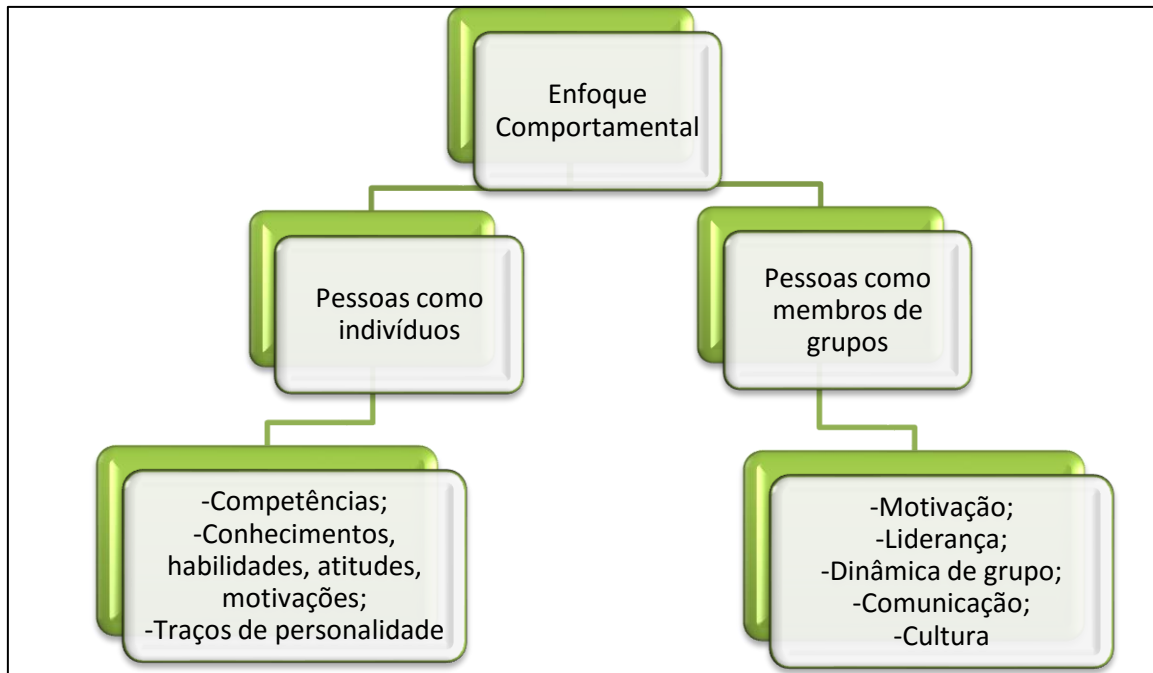 Enfoque
Comportamental
Pessoas como
indivíduos
Pessoas como
membros de
grupos
-Competências;
-Conhecimentos,
habilidades, atitudes,
motivações;
-Traços de personalidade
-Motivação;
-Liderança;
-Dinâmica de grupo;
-Comunicação;
-Cultura